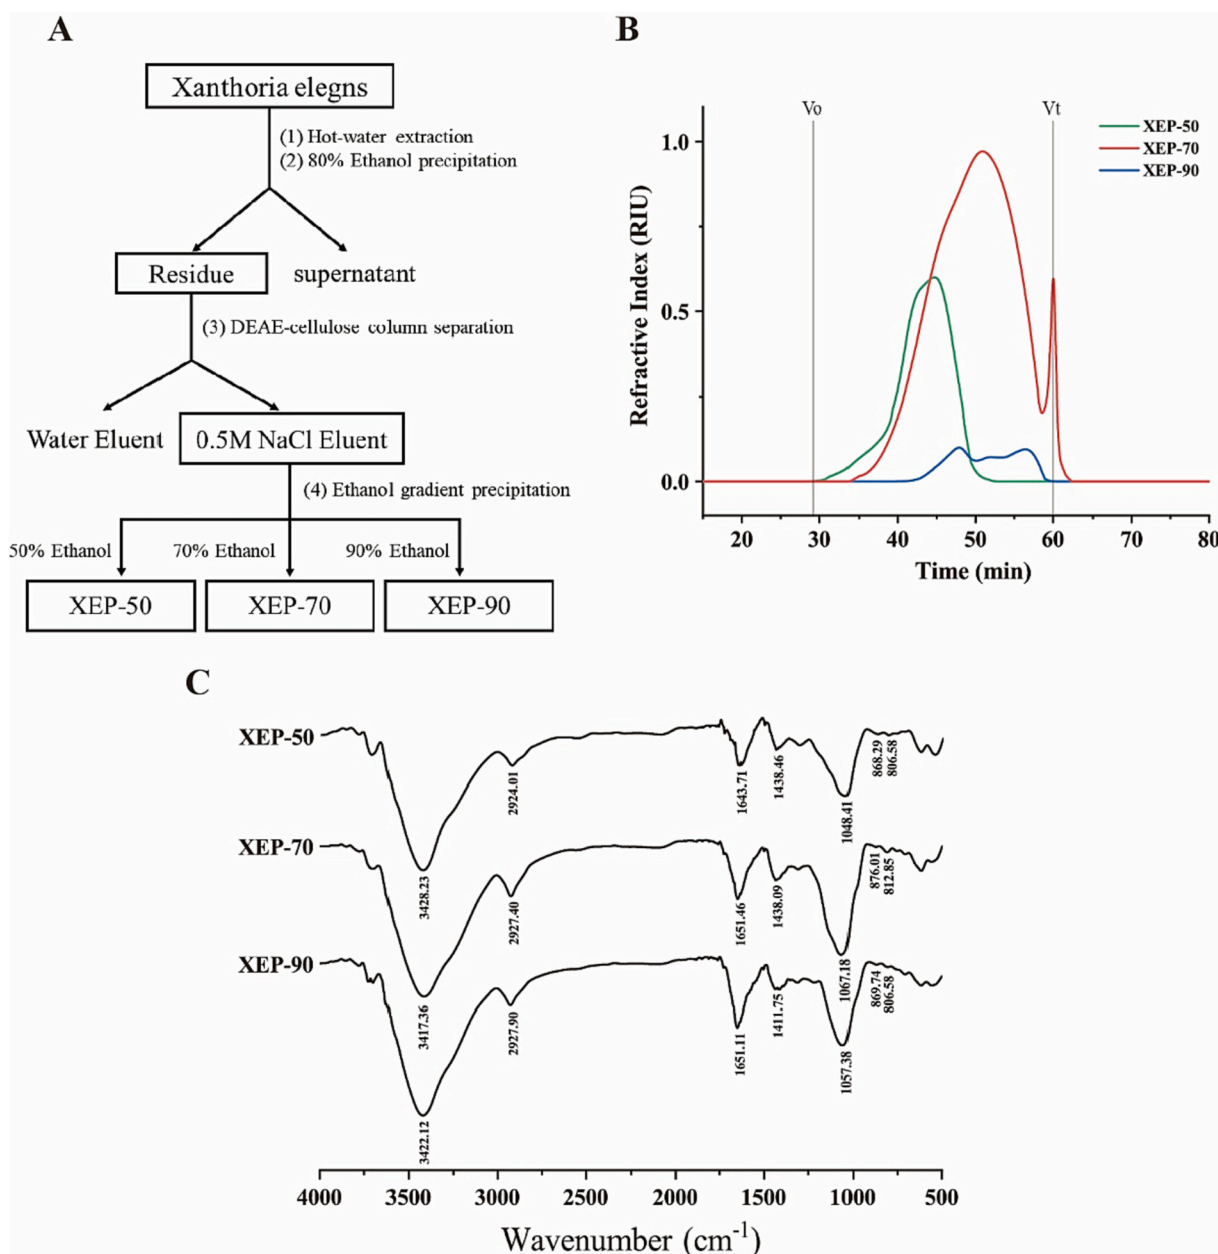 A
Xanthoria elegns
(1) Hot-water extraction
(2) 80% Ethanol precipitation
Residue
supernatant
(3) DEAE-cellulose column separation
Water Eluent
0.5M NaCl Eluent
(4) Ethanol gradient precipitation
50% Ethanol
70% Ethanol
90% Ethanol
XEP-50
XEP-70
XEP-90
B
Vo
Vt
XEP-50
XEP-70
XEP-90
1.0
0.5
0.0
Refractive Index (RIU)
20 30 40 50 60 70 80
Time (min)
C
XEP-50
3428.23
2924.01
1643.71
1438.46
1048.41
868.29
806.58
XEP-70
3417.36
2927.40
1651.46
1438.09
1067.18
876.01
812.85
XEP-90
3422.12
2927.90
1651.11
1411.75
1057.38
869.74
806.58
4000 3500 3000 2500 2000 1500 1000 500
Wavenumber (cm⁻¹)